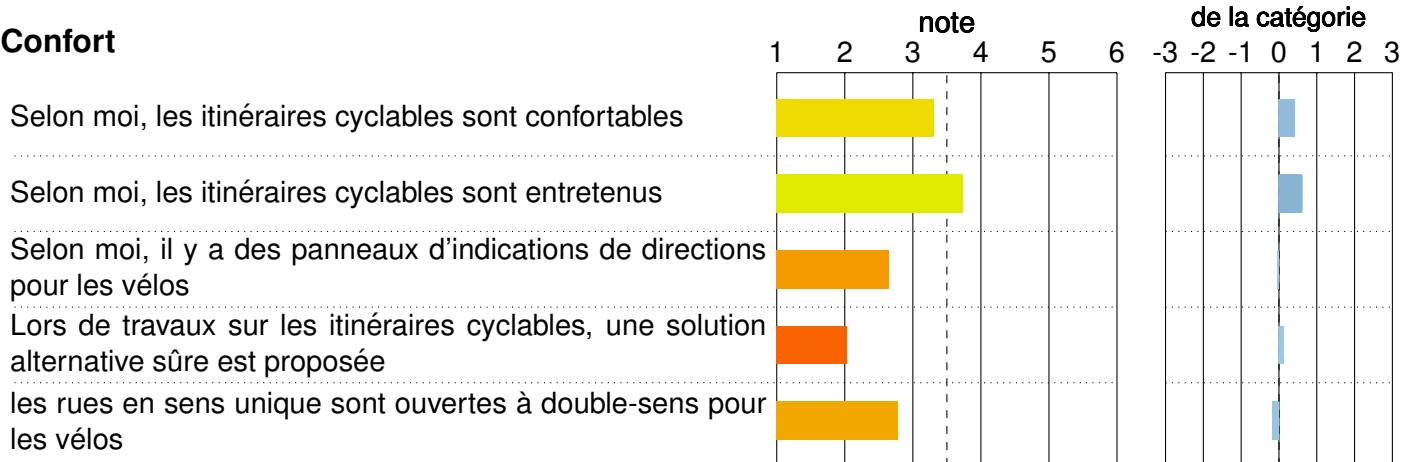 note
de la catégorie
Confort
1 2 3 4 5 6
-3 -2 -1 0 1 2 3
Selon moi, les itinéraires cyclables sont confortables
Selon moi, les itinéraires cyclables sont entretenus
Selon moi, il y a des panneaux d'indications de directions
pour les vélos
Lors de travaux sur les itinéraires cyclables, une solution
alternative sûre est proposée
les rues en sens unique sont ouvertes à double-sens pour
les vélos